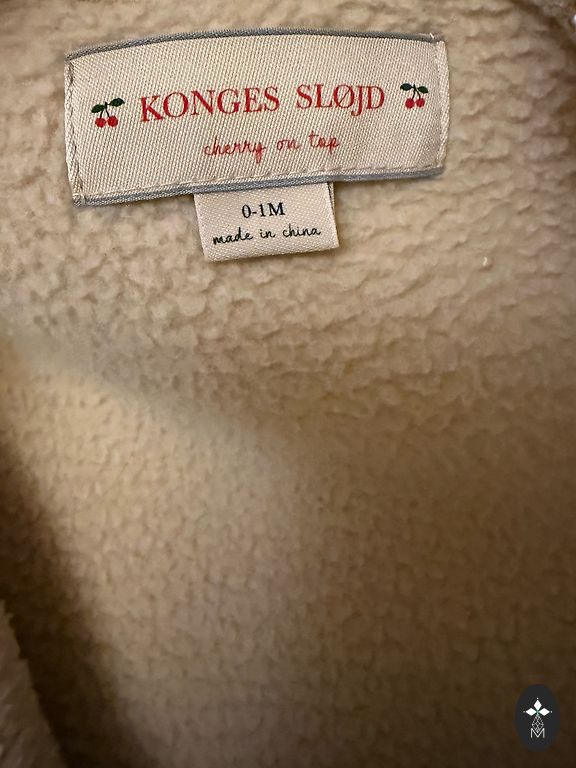 KONGES SLØJD
cherry on top
0-1M
made in china